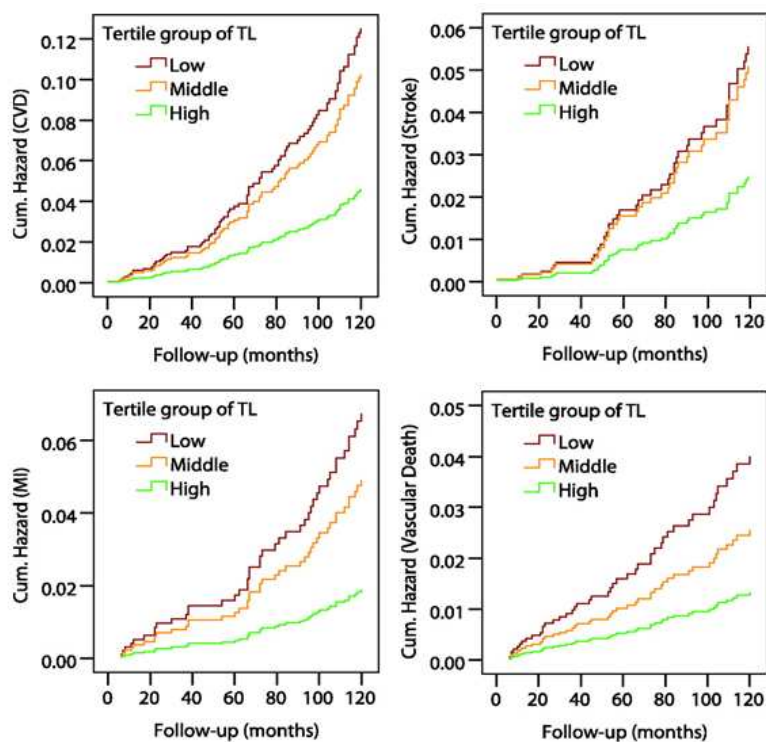 Tertile group of TL
Low
Middle
High
Cum. Hazard (CVD)
0.12
0.10
0.08
0.06
0.04
0.02
0.00
0 20 40 60 80 100 120
Follow-up (months)
Tertile group of TL
Low
Middle
High
Cum. Hazard (Stroke)
0.06
0.05
0.04
0.03
0.02
0.01
0.00
0 20 40 60 80 100 120
Follow-up (months)
Tertile group of TL
Low
Middle
High
Cum. Hazard (MI)
0.06
0.04
0.02
0.00
0 20 40 60 80 100 120
Follow-up (months)
Tertile group of TL
Low
Middle
High
Cum. Hazard (Vascular Death)
0.05
0.04
0.03
0.02
0.01
0.00
0 20 40 60 80 100 120
Follow-up (months)